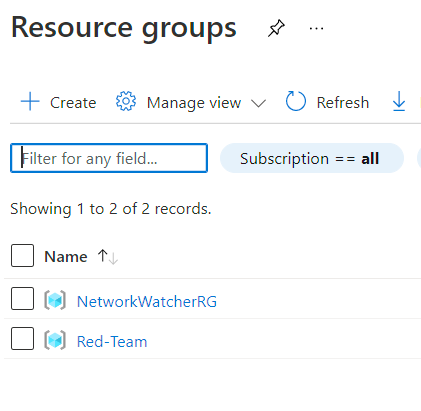 Resource groups
Create Manage view Refresh
Filter for any field... Subscription == all
Showing 1 to 2 of 2 records.
Name ↑↓
NetworkWatcherRG
Red-Team